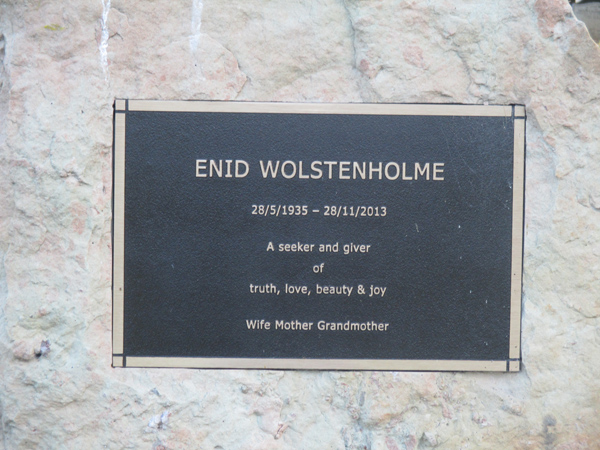 ENID WOLSTENHOLME
28/5/1935 – 28/11/2013
A seeker and giver
of
truth, love, beauty & joy
Wife Mother Grandmother